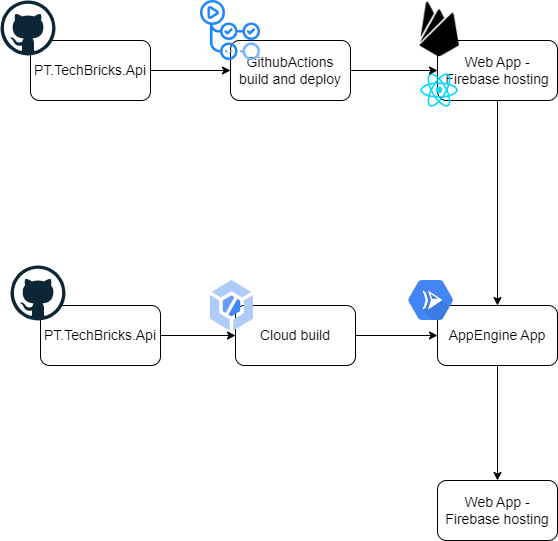 PT.TechBricks.Api
GithubActions
build and deploy
Web App -
Firebase hosting
PT.TechBricks.Api
Cloud build
AppEngine App
Web App -
Firebase hosting